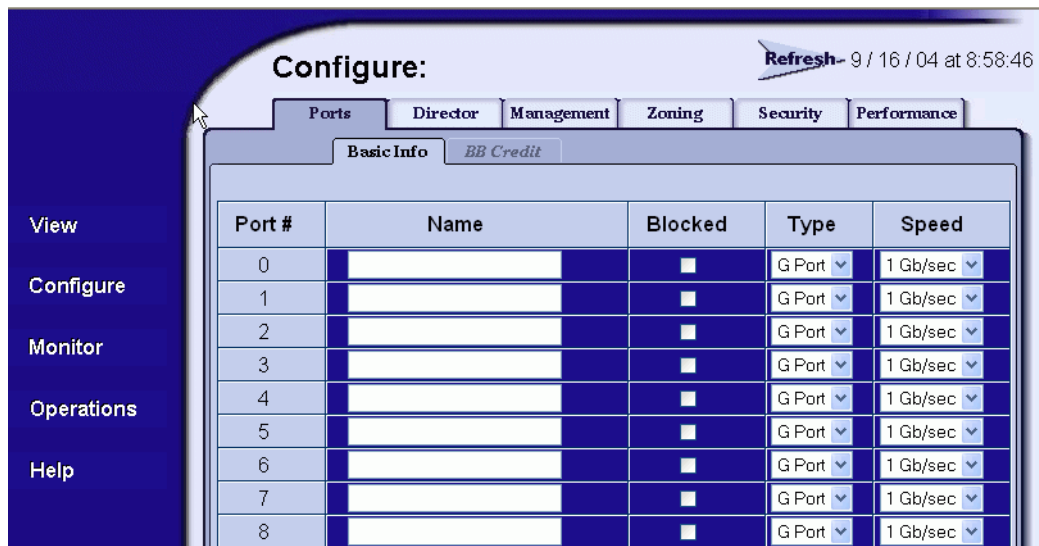 Configure:
Refresh- 9 / 16 / 04 at 8:58:46
Ports Director Management Zoning Security Performance
Basic Info BB Credit
View
Configure
Monitor
Operations
Help
Port # Name Blocked Type Speed
0 G Port 1 Gb/sec
1 G Port 1 Gb/sec
2 G Port 1 Gb/sec
3 G Port 1 Gb/sec
4 G Port 1 Gb/sec
5 G Port 1 Gb/sec
6 G Port 1 Gb/sec
7 G Port 1 Gb/sec
8 G Port 1 Gb/sec